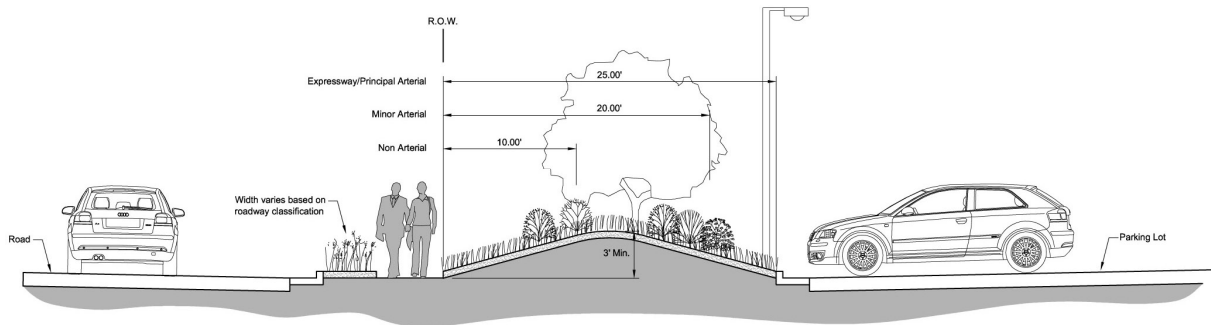 R.O.W.
Expressway/Principal Arterial
25.00'
Minor Arterial
20.00'
Non Arterial
10.00'
Width varies based on
roadway classification
Road
3' Min.
Parking Lot